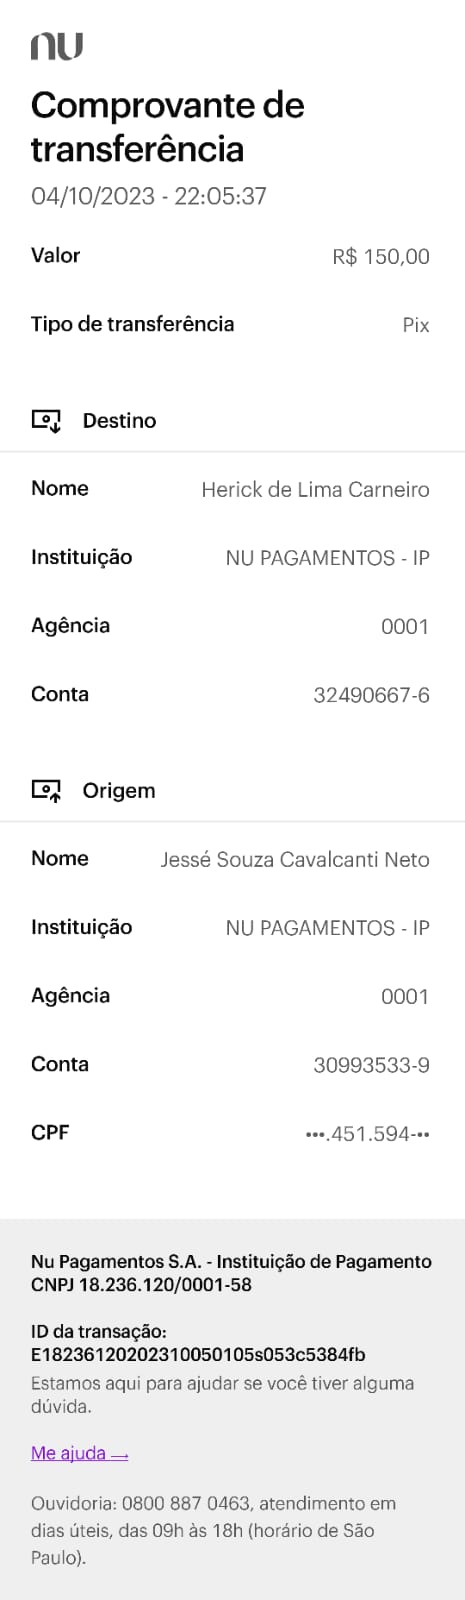 nu
Comprovante de
transferência
04/10/2023 - 22:05:37
Valor R$ 150,00
Tipo de transferência Pix
Destino
Nome Herick de Lima Carneiro
Instituição NU PAGAMENTOS - IP
Agência 0001
Conta 32490667-6
Origem
Nome Jessé Souza Cavalcanti Neto
Instituição NU PAGAMENTOS - IP
Agência 0001
Conta 30993533-9
CPF •••.451.594-••
Nu Pagamentos S.A. - Instituição de Pagamento
CNPJ 18.236.120/0001-58
ID da transação:
E18236120202310050105s053c5384fb
Estamos aqui para ajudar se você tiver alguma
dúvida.
Me ajuda →
Ouvidoria: 0800 887 0463, atendimento em
dias úteis, das 09h às 18h (horário de São
Paulo).